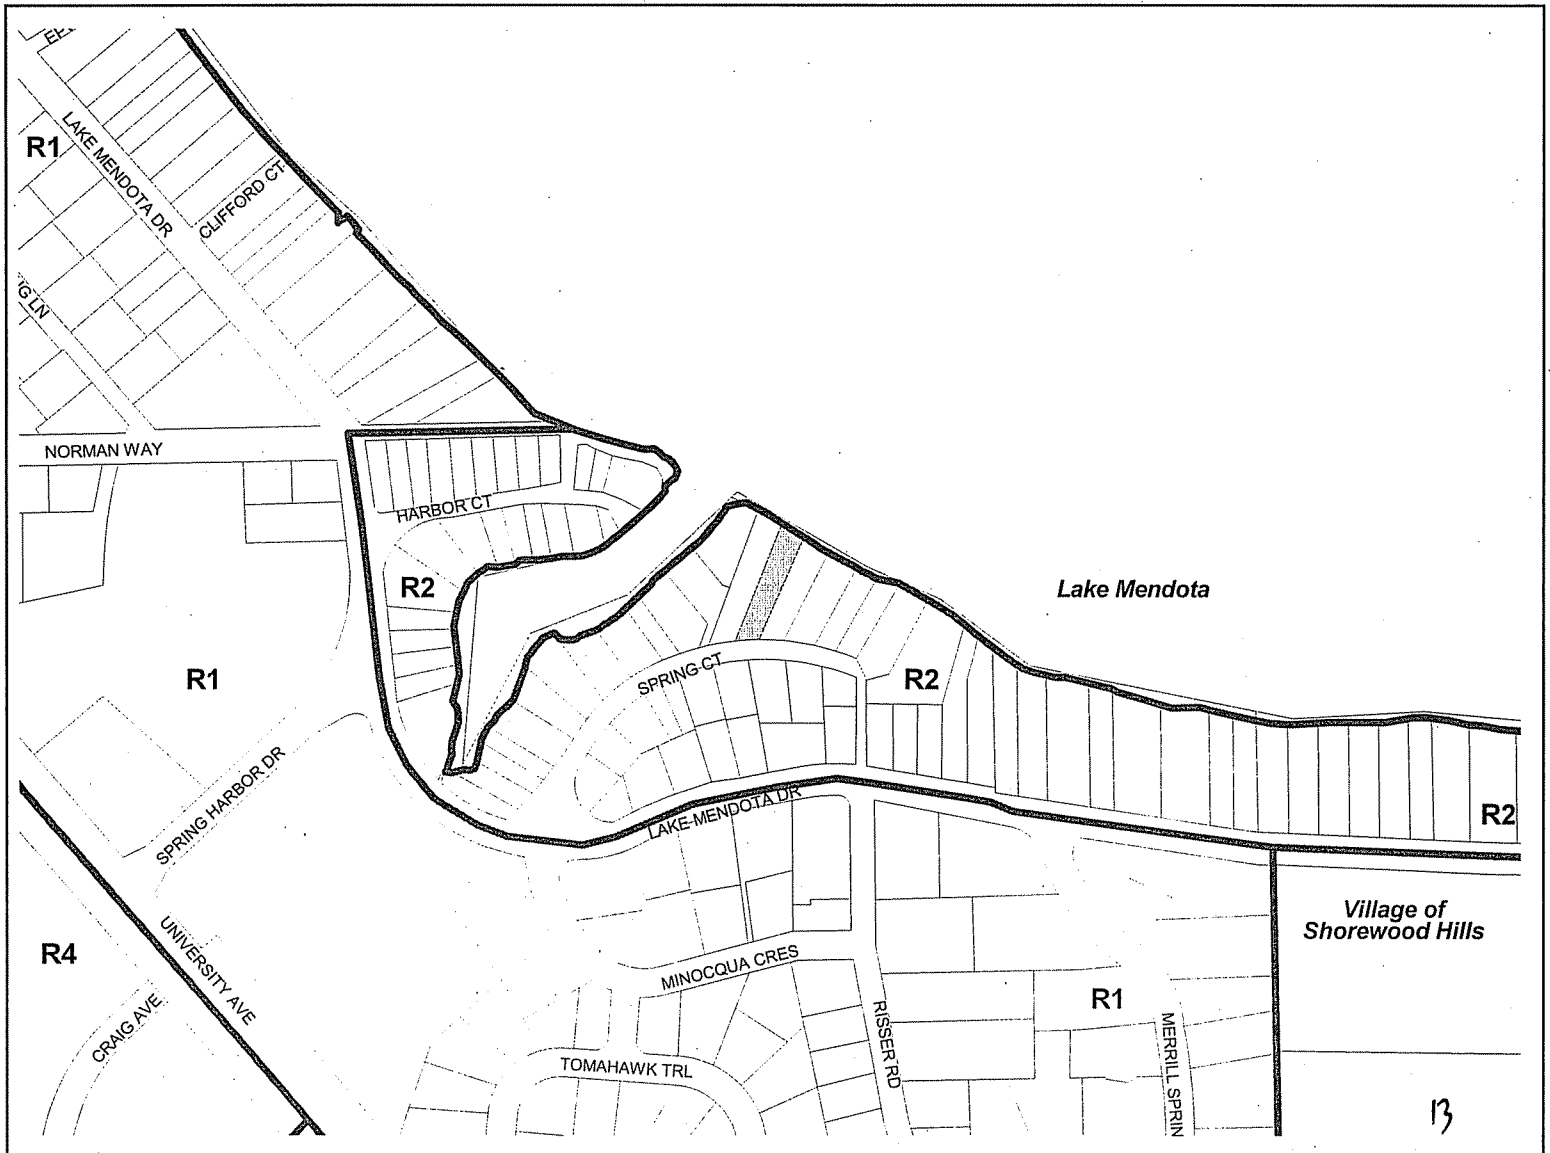 R1
LAKE MENDOTA DR
CLIFFORD CT
G LN
NORMAN WAY
HARBOR CT
R2
Lake Mendota
R1
SPRING CT
R2
SPRING HARBOR DR
LAKE MENDOTA DR
R2
Village of
Shorewood Hills
R4
UNIVERSITY AVE
MINOCQUA CRES
R1
CRAIG AVE
RISSER RD
MERRILL SPRIN
TOMAHAWK TRL
13